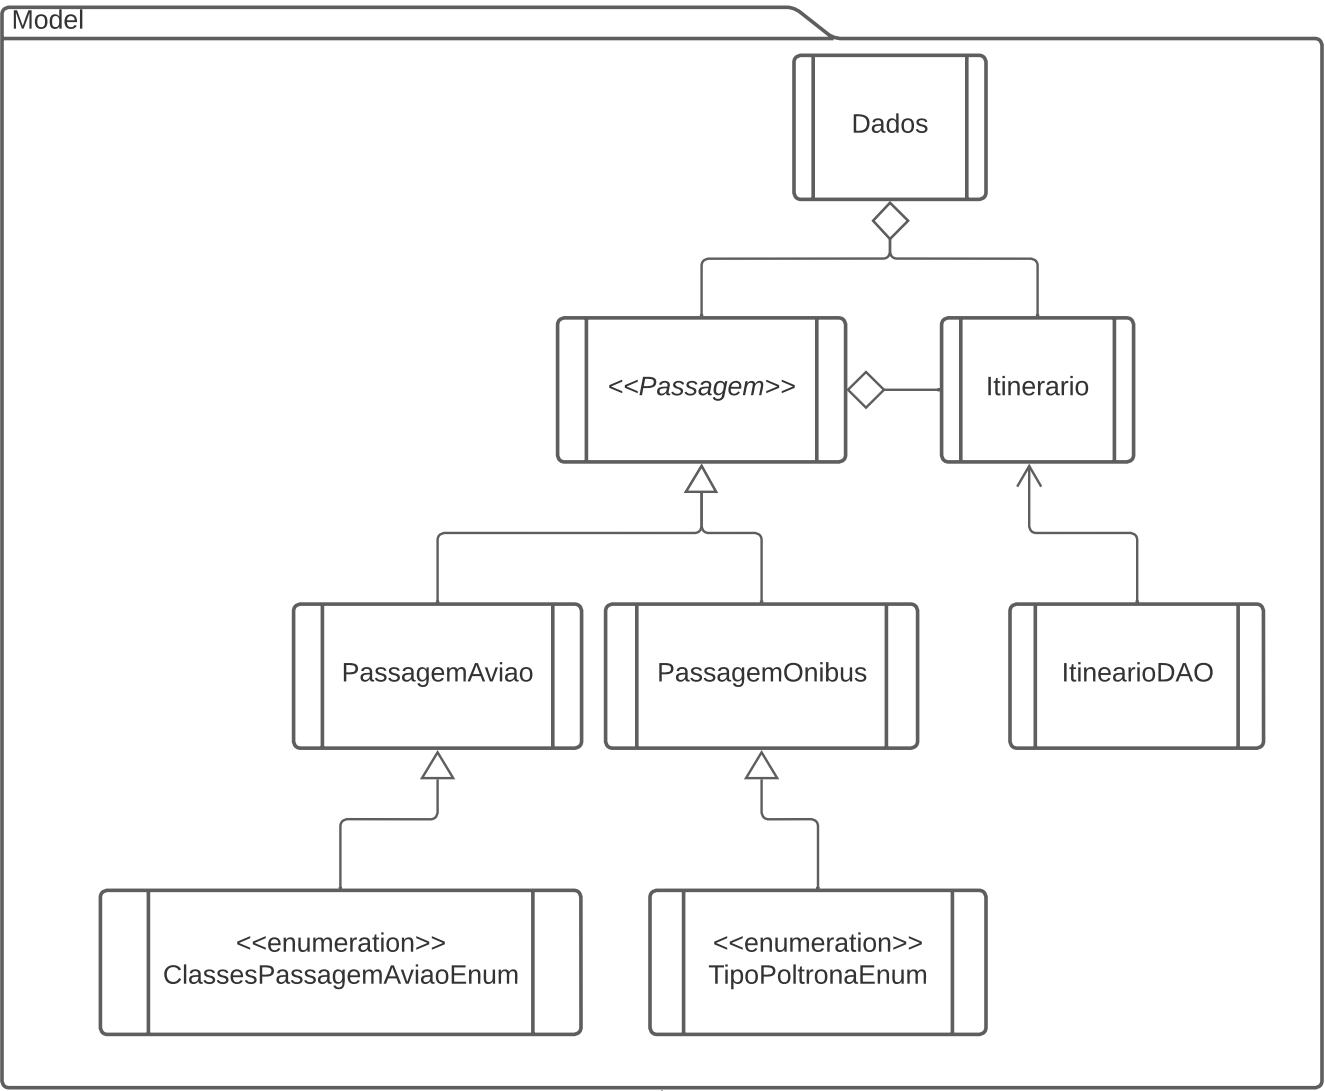 Model
Dados
<<Passagem>>
Itinerario
PassagemAviao
PassagemOnibus
ItinearioDAO
<<enumeration>>
ClassesPassagemAviaoEnum
<<enumeration>>
TipoPoltronaEnum